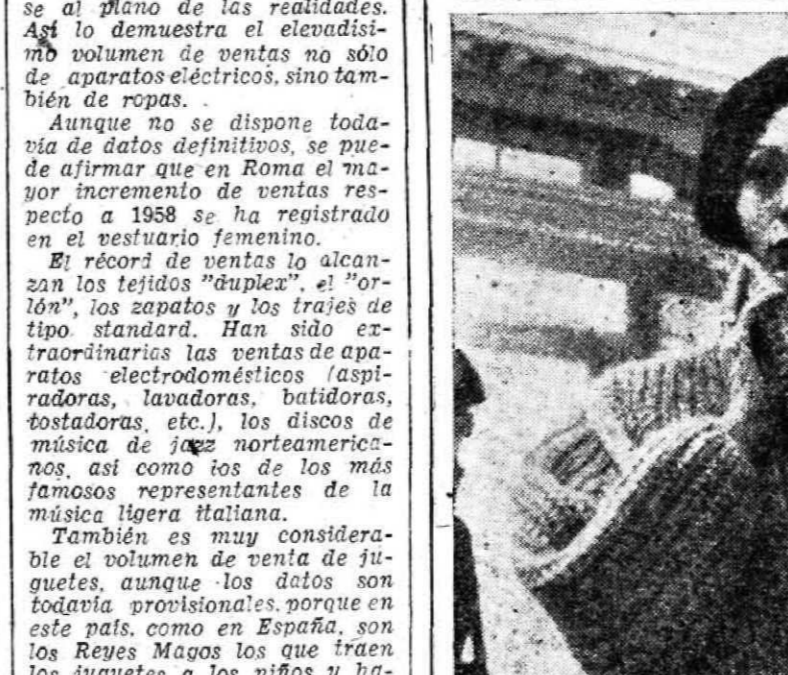 se al plano de las realidades.
Así lo demuestra el elevadísi-
mo volumen de ventas no sólo
de aparatos eléctricos, sino tam-
bién de ropas.
Aunque no se dispone toda-
vía de datos definitivos, se pue-
de afirmar que en Roma el ma-
yor incremento de ventas res-
pecto a 1958 se ha registrado
en el vestuario femenino.
El récord de ventas lo alcan-
zan los tejidos "duplex", el "or-
lón", los zapatos y los trajes de
tipo standard. Han sido ex-
traordinarias las ventas de apa-
ratos electrodomésticos (aspi-
radoras, lavadoras, batidoras,
tostadoras, etc.), los discos de
música de jazz norteamerica-
nos, así como los de los más
famosos representantes de la
música ligera italiana.
También es muy considera-
ble el volumen de venta de ju-
guetes, aunque los datos son
todavía provisionales, porque en
este país, como en España, son
los Reyes Magos los que traen
los juguetes a los niños y ha-